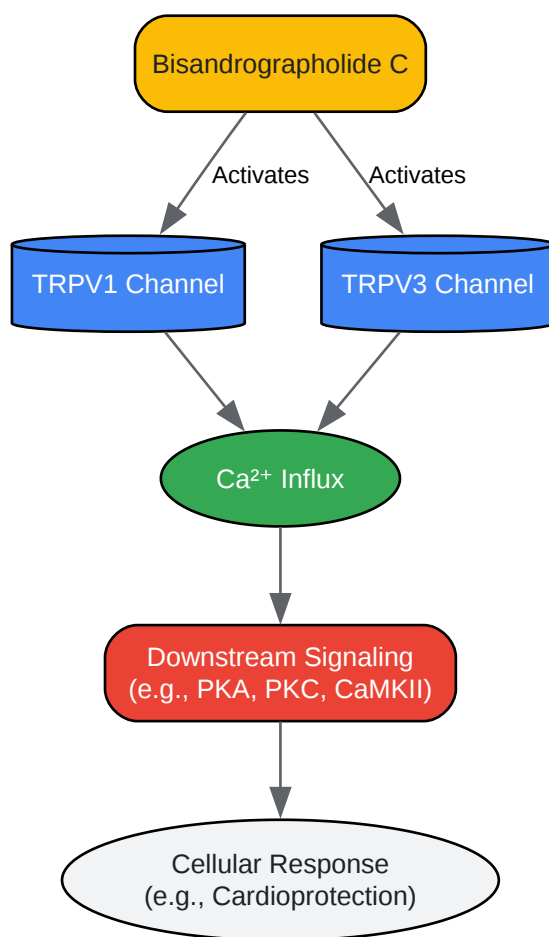 Bisandrographolide C
Activates
Activates
TRPV1 Channel
TRPV3 Channel
Ca²⁺ Influx
Downstream Signaling
(e.g., PKA, PKC, CaMKII)
Cellular Response
(e.g., Cardioprotection)